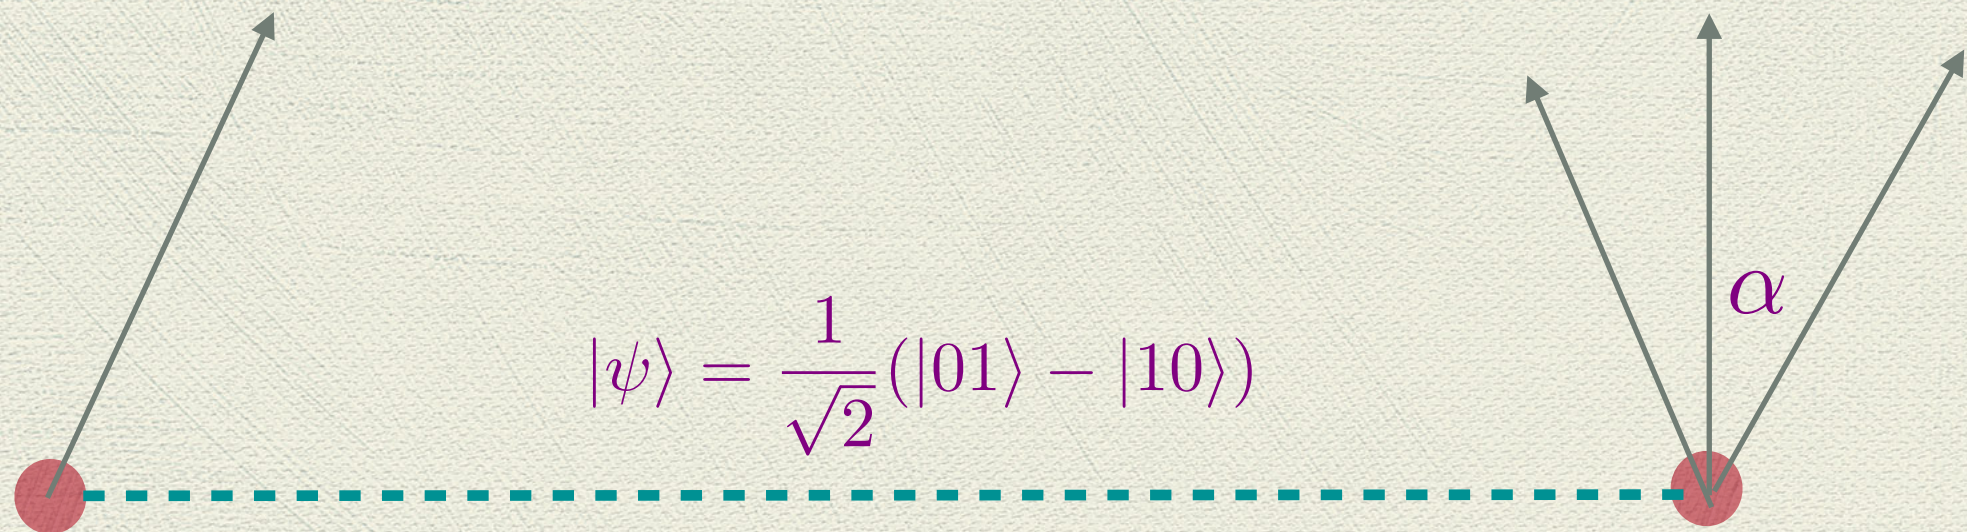 |ψ⟩ = 1/√2 (|01⟩ − |10⟩)
α